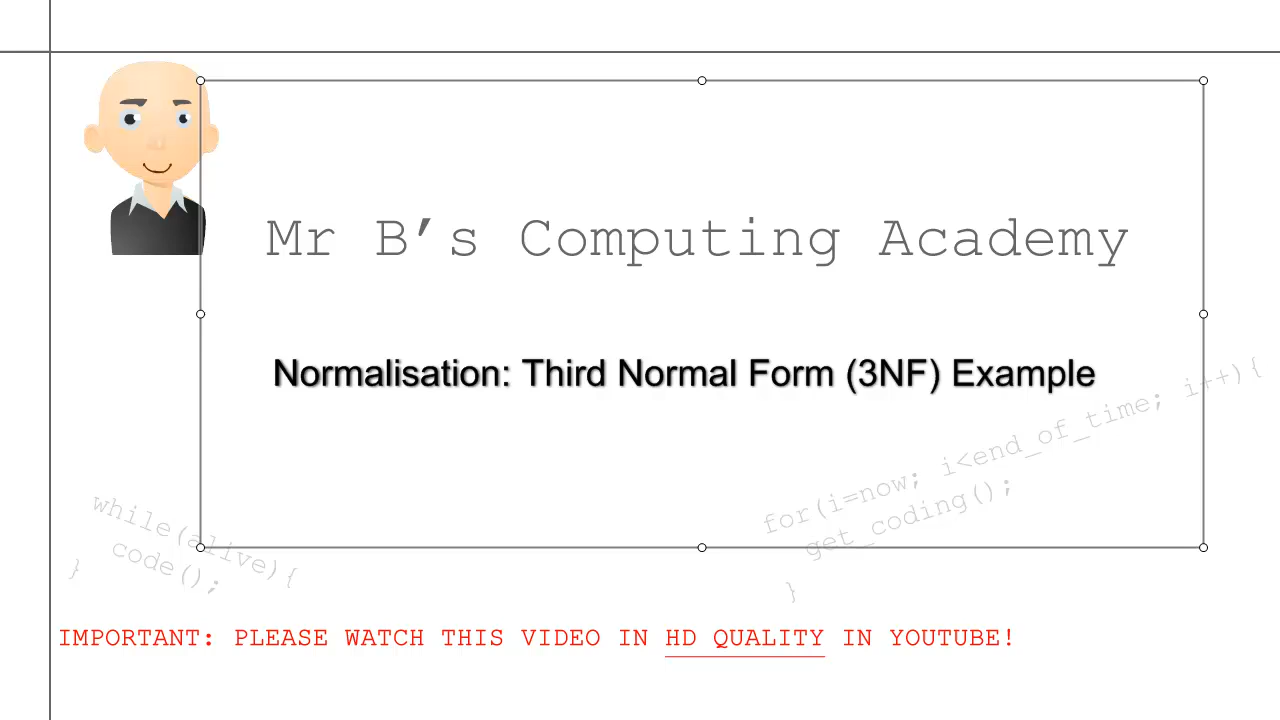 Mr B’s Computing Academy
Normalisation: Third Normal Form (3NF) Example
for(i=now; i<end_of_time; i++){
get_coding();
}
while(alive){
code();
}
IMPORTANT: PLEASE WATCH THIS VIDEO IN HD QUALITY IN YOUTUBE!